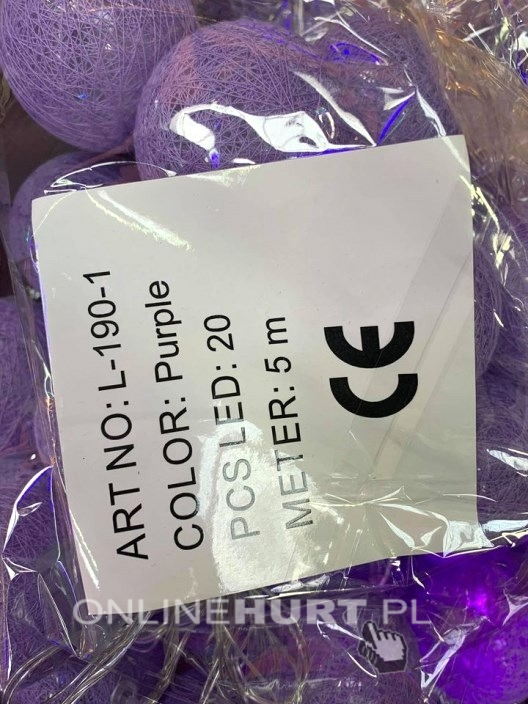 ART NO: L-190-1
COLOR: Purple
PCS LED: 20
METER: 5 m
CE
ONLINEHURT.PL